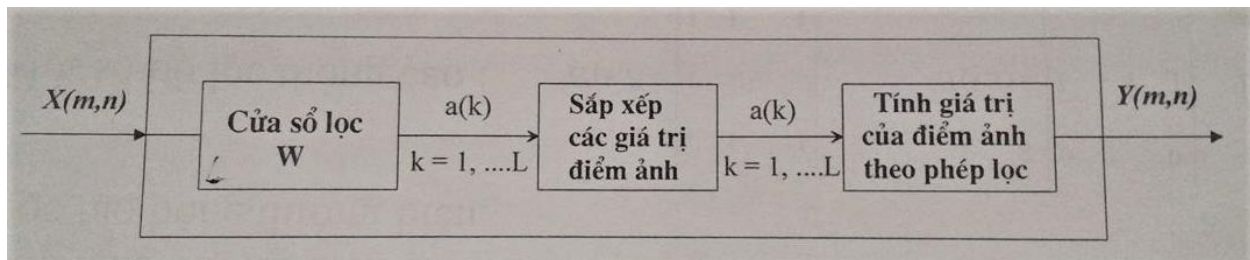 X(m,n)
Cửa sổ lọc
W
a(k)
k = 1, ....L
Sắp xếp
các giá trị
điểm ảnh
a(k)
k = 1, ....L
Tính giá trị
của điểm ảnh
theo phép lọc
Y(m,n)